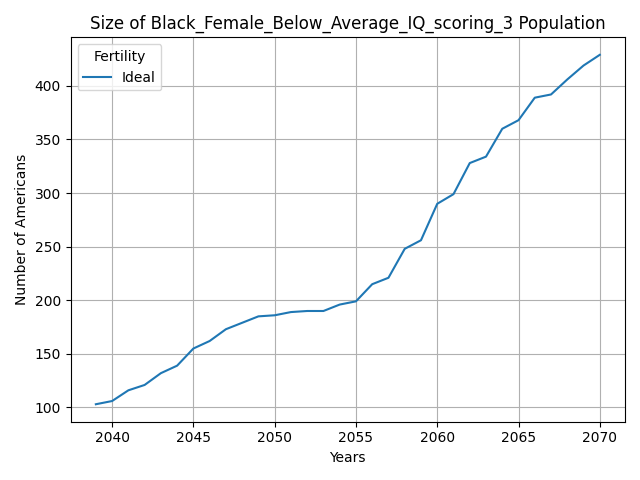 Size of Black_Female_Below_Average_IQ_scoring_3 Population
Fertility
Ideal
Number of Americans
400
350
300
250
200
150
100
2040 2045 2050 2055 2060 2065 2070
Years